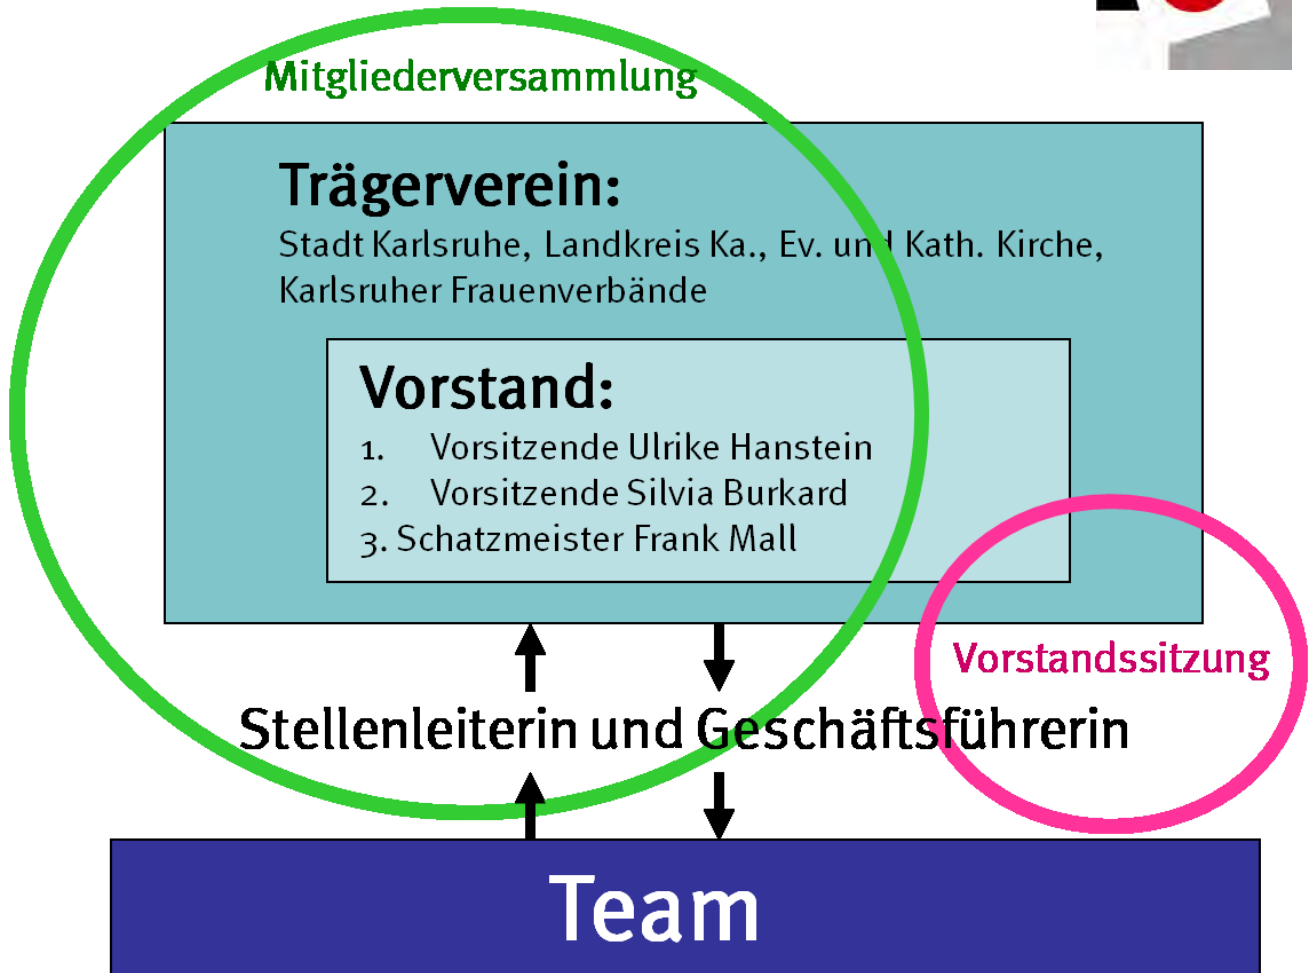 Mitgliederversammlung
Trägerverein:
Stadt Karlsruhe, Landkreis Ka., Ev. und Kath. Kirche,
Karlsruher Frauenverbände
Vorstand:
1. Vorsitzende Ulrike Hanstein
2. Vorsitzende Silvia Burkard
3. Schatzmeister Frank Mall
Vorstandssitzung
Stellenleiterin und Geschäftsführerin
Team